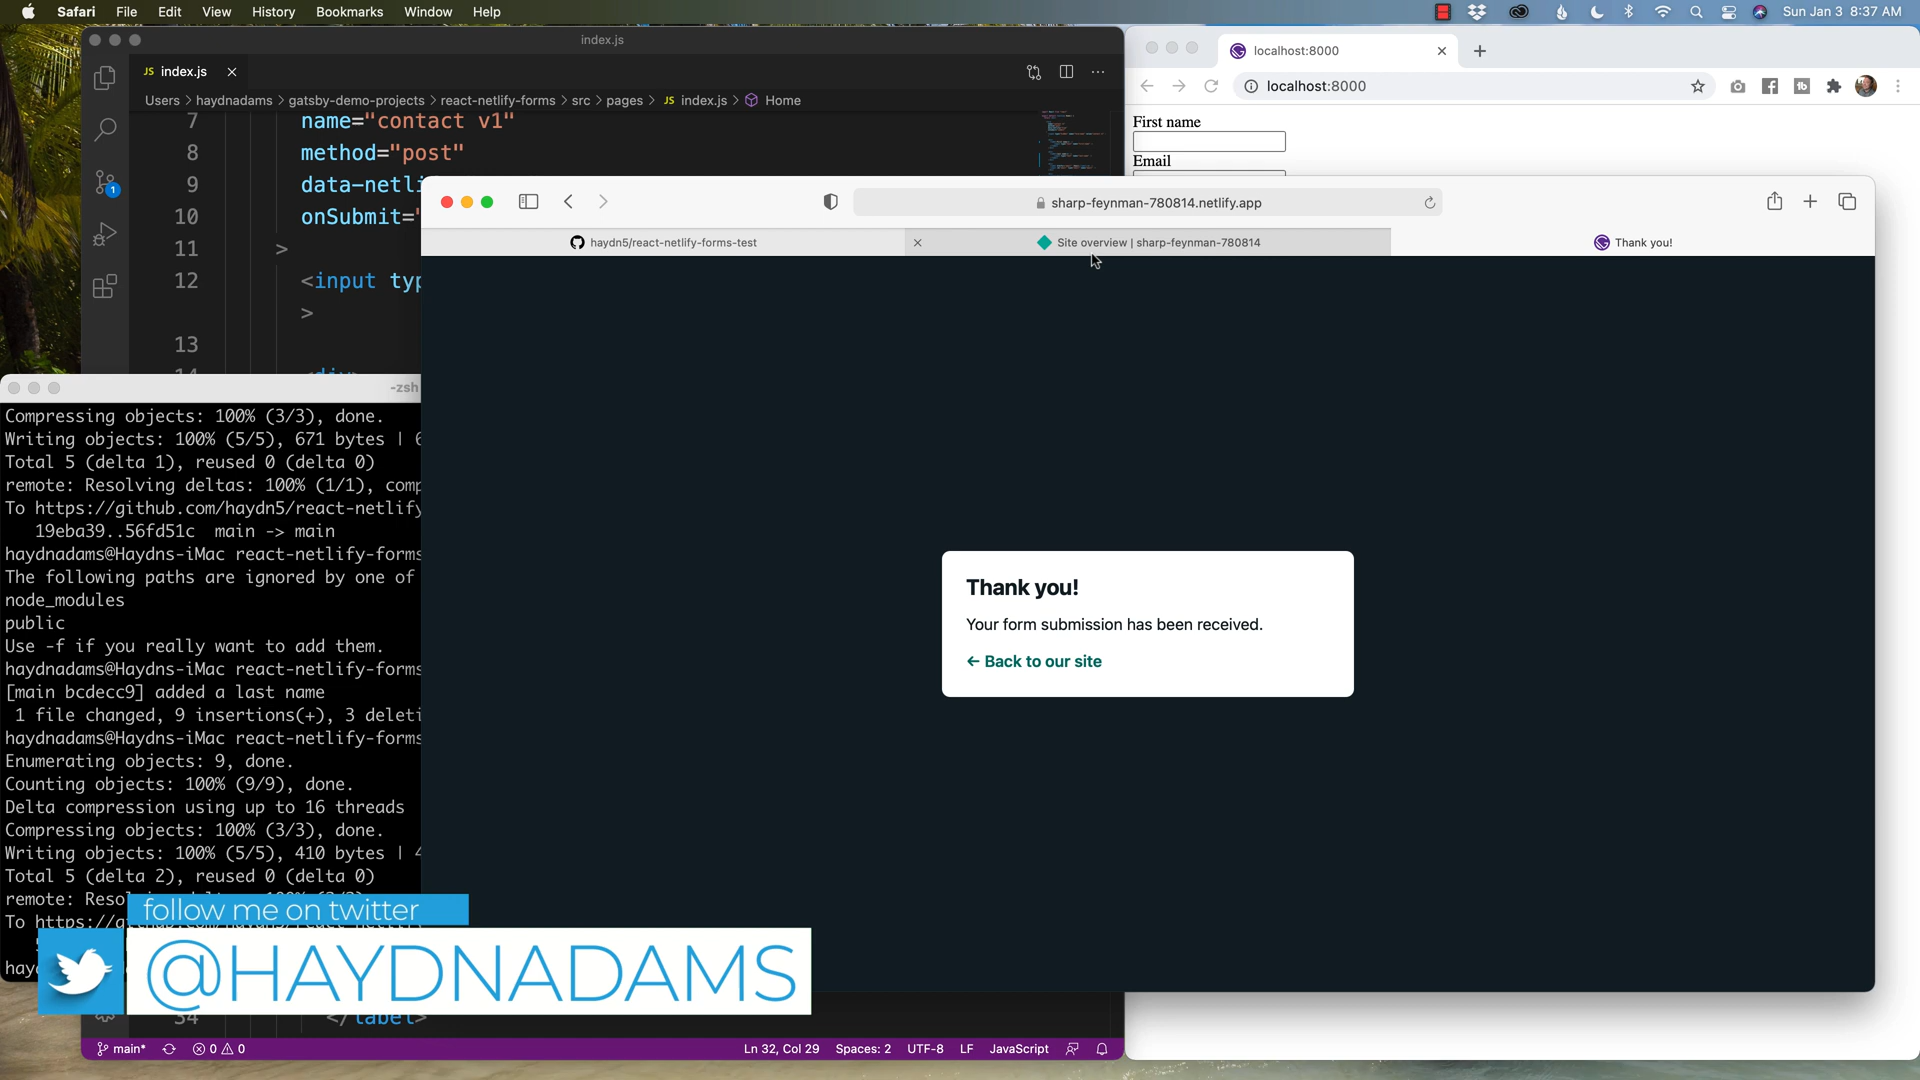 Safari File Edit View History Bookmarks Window Help
Sun Jan 3 8:37 AM
index.js
JS index.js
Users > haydnadams > gatsby-demo-projects > react-netlify-forms > src > pages > JS index.js > Home
7 name="contact v1"
8 method="post"
9 data-netli
10 onSubmit="
11 >
12 <input typ
>
13
1
localhost:8000
localhost:8000
First name
Email
sharp-feynman-780814.netlify.app
haydn5/react-netlify-forms-test
Site overview | sharp-feynman-780814
Thank you!
Thank you!
Your form submission has been received.
← Back to our site
-zsh
Compressing objects: 100% (3/3), done.
Writing objects: 100% (5/5), 671 bytes |
Total 5 (delta 1), reused 0 (delta 0)
remote: Resolving deltas: 100% (1/1), comp
To https://github.com/haydn5/react-netlify
19eba39..56fd51c main -> main
haydnadams@Haydns-iMac react-netlify-forms
The following paths are ignored by one of
node_modules
public
Use -f if you really want to add them.
haydnadams@Haydns-iMac react-netlify-forms
[main bcdecc9] added a last name
1 file changed, 9 insertions(+), 3 deleti
haydnadams@Haydns-iMac react-netlify-forms
Enumerating objects: 9, done.
Counting objects: 100% (9/9), done.
Delta compression using up to 16 threads
Compressing objects: 100% (3/3), done.
Writing objects: 100% (5/5), 410 bytes | 4
Total 5 (delta 2), reused 0 (delta 0)
remote: Reso
To https://g
hay
follow me on twitter
@HAYDNADAMS
34 </label>
main* 0 0
Ln 32, Col 29 Spaces: 2 UTF-8 LF JavaScript